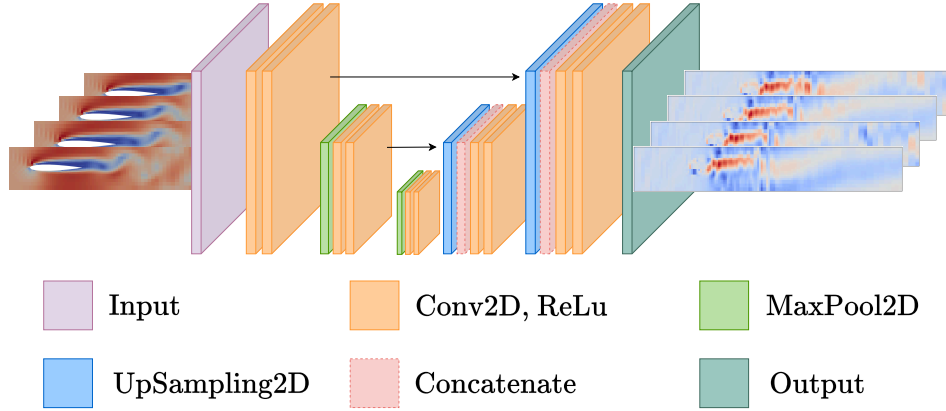 Input
Conv2D, ReLu
MaxPool2D
UpSampling2D
Concatenate
Output